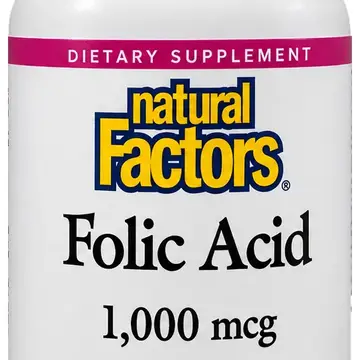 DIETARY SUPPLEMENT
natural
Factors®
Folic Acid
1,000 mcg